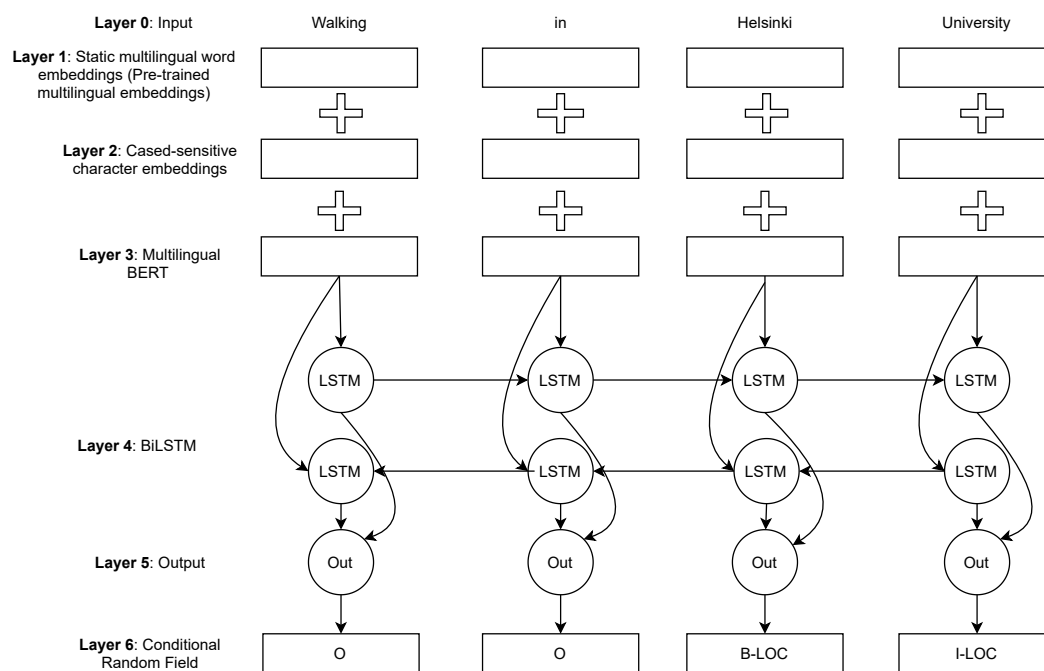 Layer 0: Input Walking in Helsinki University
Layer 1: Static multilingual word
embeddings (Pre-trained
multilingual embeddings)
Layer 2: Cased-sensitive
character embeddings
Layer 3: Multilingual
BERT
LSTM LSTM LSTM LSTM
Layer 4: BiLSTM
LSTM LSTM LSTM LSTM
Layer 5: Output Out Out Out Out
Layer 6: Conditional
Random Field
O O B-LOC I-LOC